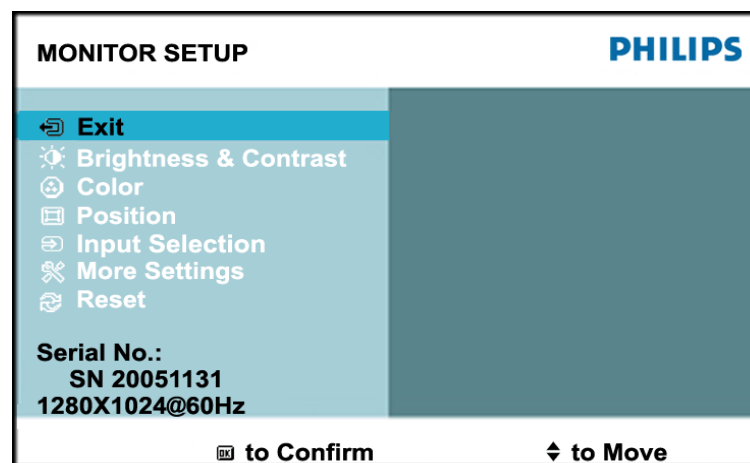 MONITOR SETUP PHILIPS
Exit
Brightness & Contrast
Color
Position
Input Selection
More Settings
Reset
Serial No.:
SN 20051131
1280X1024@60Hz
OK to Confirm to Move